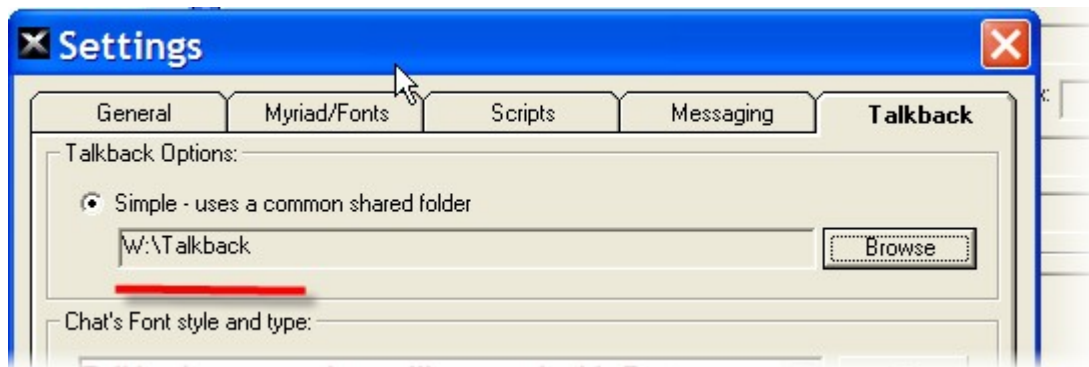 Settings
General Myriad/Fonts Scripts Messaging Talkback
Talkback Options:
Simple - uses a common shared folder
W:\Talkback
Browse
Chat's Font style and type: